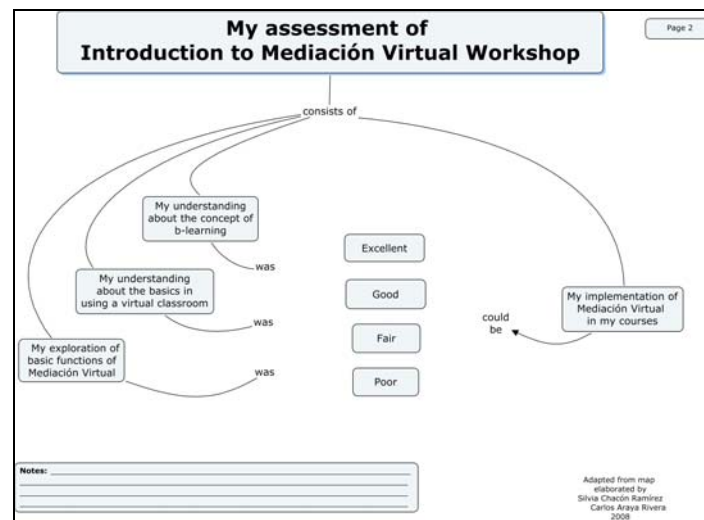 My assessment of
Introduction to Mediación Virtual Workshop
Page 2
consists of
My understanding
about the concept of
b-learning
was
Excellent
My understanding
about the basics in
using a virtual classroom
was
Good
My implementation of
Mediación Virtual
in my courses
could
be
Fair
My exploration of
basic functions of
Mediación Virtual
was
Poor
Notes:
Adapted from map
elaborated by
Silvia Chacón Ramírez
Carlos Araya Rivera
2008